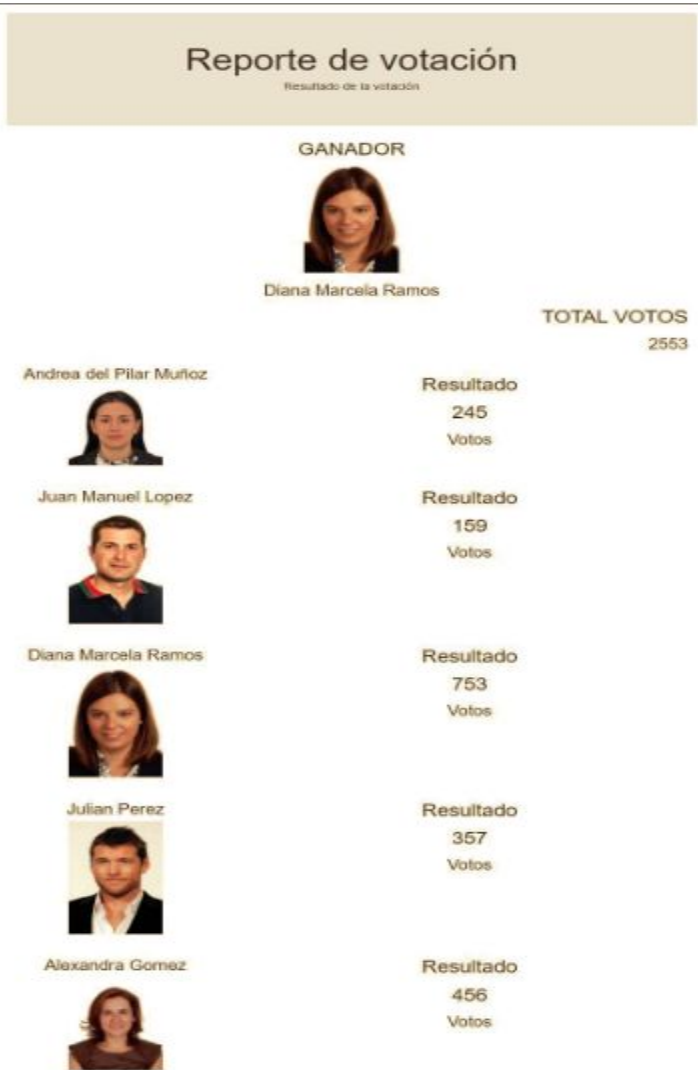 Reporte de votación
Resultado de la votación
GANADOR
Diana Marcela Ramos
TOTAL VOTOS
2553
Andrea del Pilar Muñoz
Resultado
245
Votos
Juan Manuel Lopez
Resultado
159
Votos
Diana Marcela Ramos
Resultado
753
Votos
Julian Perez
Resultado
357
Votos
Alexandra Gomez
Resultado
456
Votos